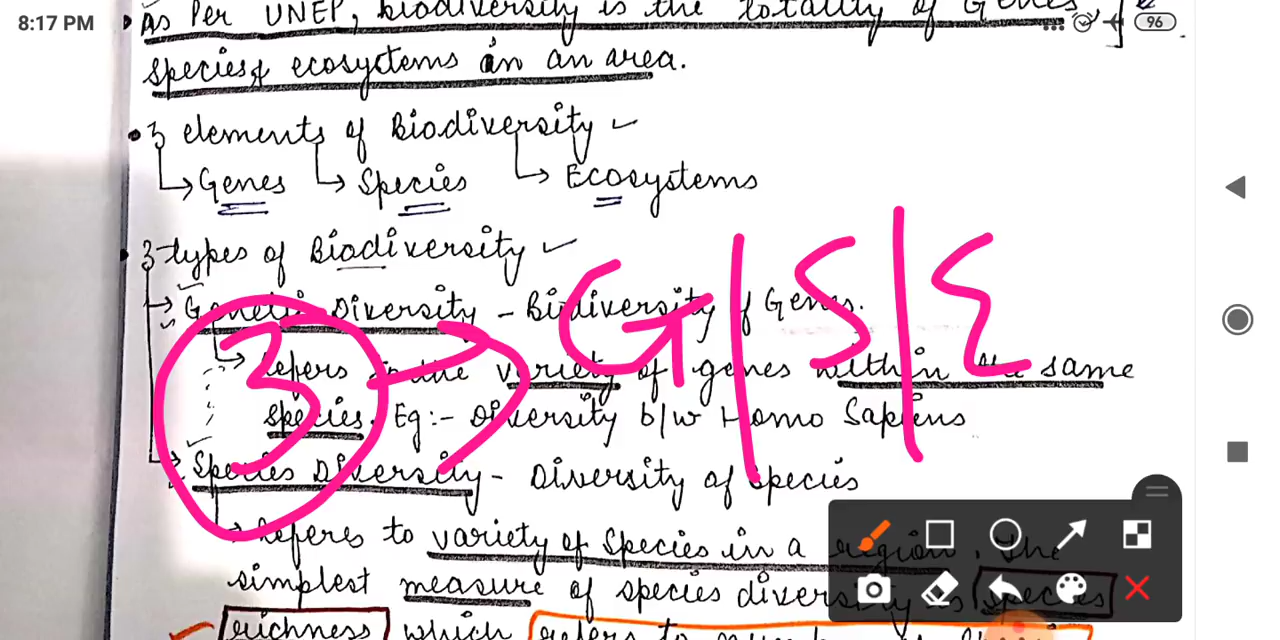 8:17 PM
96
As Per UNEP, biodiversity is the totality of Genes,
species & ecosystems in an area.
3 elements of Biodiversity
Genes Species Ecosystems
3 types of Biodiversity
Genetic Diversity - Biodiversity of Genes.
refers to the variety of genes within the same
species. Eg:- Diversity b/w Homo Sapiens
3 → G | S | E
Species Diversity - Diversity of species
refers to variety of species in a region. The
simplest measure of species diversity is species
richness which refers to